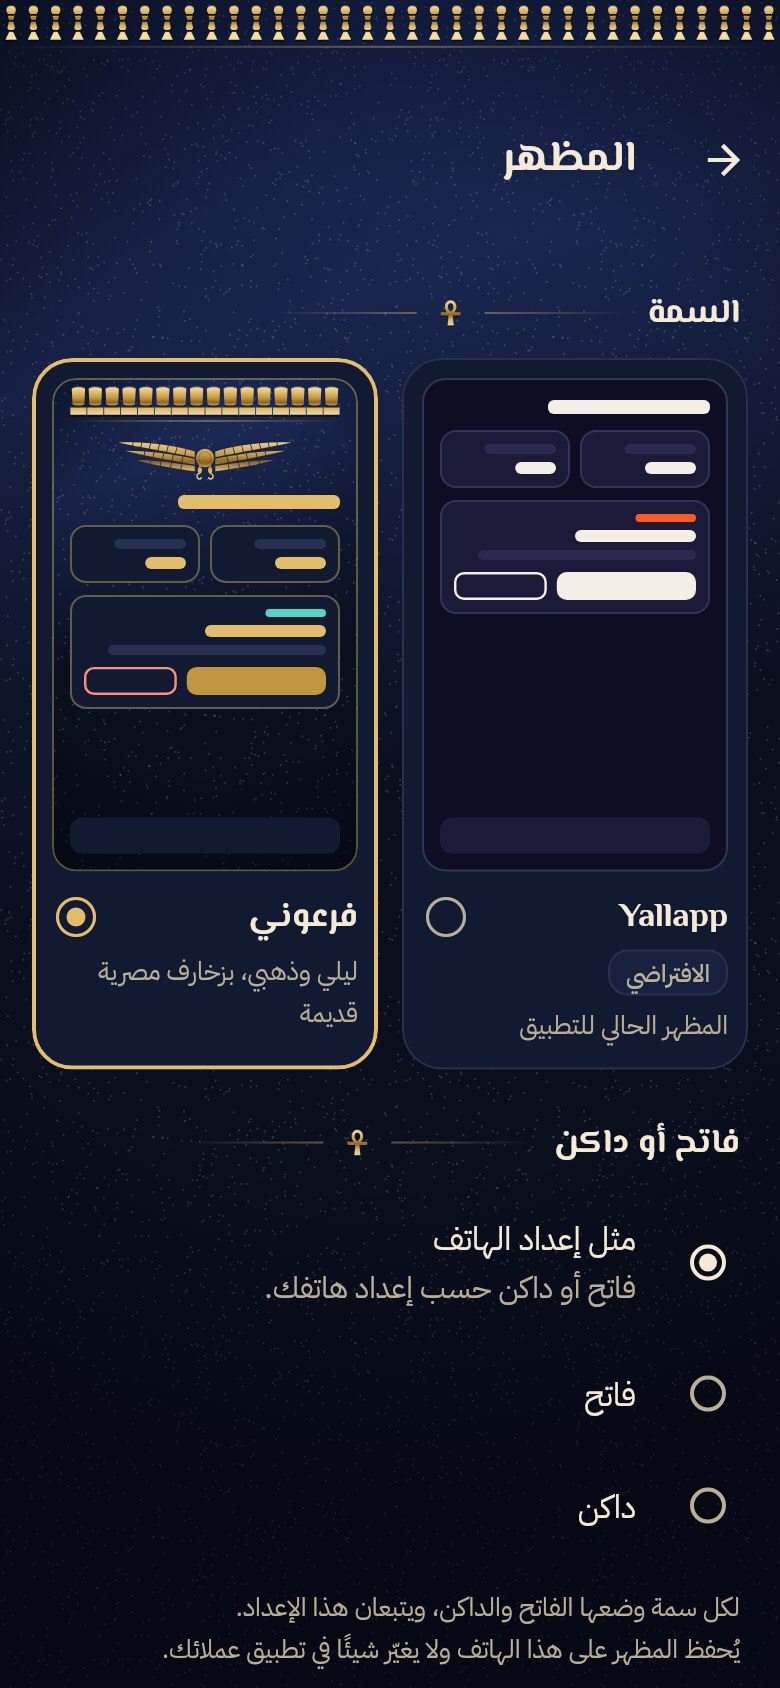 المظهر
السمة
Yallapp
الافتراضي
المظهر الحالي للتطبيق
فرعوني
ليلي وذهبي، بزخارف مصرية
قديمة
فاتح أو داكن
مثل إعداد الهاتف
فاتح أو داكن حسب إعداد هاتفك.
فاتح
داكن
لكل سمة وضعها الفاتح والداكن، ويتبعان هذا الإعداد.
يُحفظ المظهر على هذا الهاتف ولا يغيّر شيئًا في تطبيق عملائك.